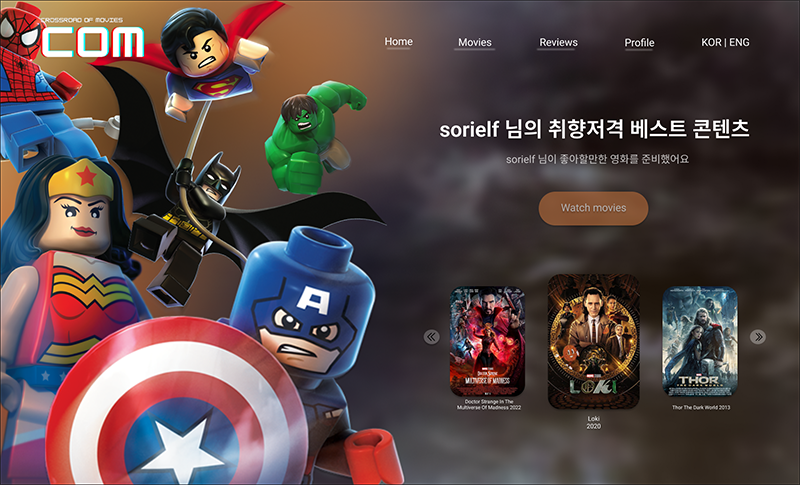 CROSSROAD OF MOVIES
COM
Home
Movies
Reviews
Profile
KOR | ENG
sorielf 님의 취향저격 베스트 콘텐츠
sorielf 님이 좋아할만한 영화를 준비했어요
Watch movies
A
DOCTOR STRANGE
MULTIVERSE OF MADNESS
LOKI
THOR
THE DARK WORLD
Doctor Strange In The
Multiverse Of Madness 2022
Loki
2020
Thor The Dark World 2013